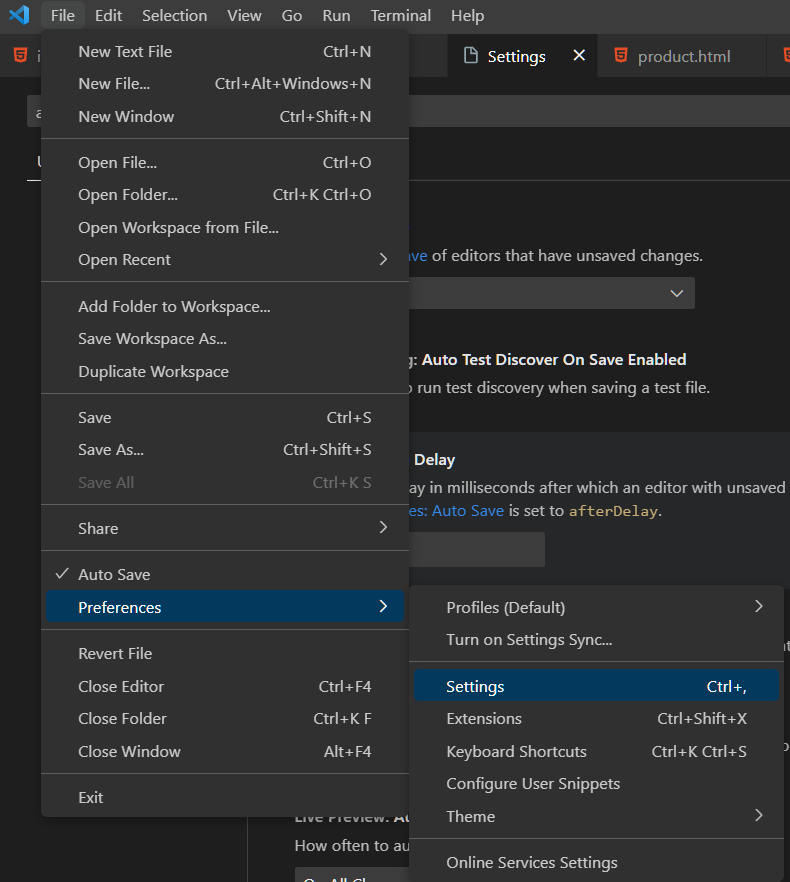 File Edit Selection View Go Run Terminal Help
Settings product.html
New Text File Ctrl+N
New File... Ctrl+Alt+Windows+N
New Window Ctrl+Shift+N
Open File... Ctrl+O
Open Folder... Ctrl+K Ctrl+O
Open Workspace from File...
Open Recent
of editors that have unsaved changes.
Add Folder to Workspace...
Save Workspace As...
Duplicate Workspace
Auto Test Discover On Save Enabled
run test discovery when saving a test file.
Save Ctrl+S
Save As... Ctrl+Shift+S
Save All Ctrl+K S
Delay
in milliseconds after which an editor with unsaved
Auto Save is set to afterDelay.
Share
Auto Save
Preferences
Revert File
Close Editor Ctrl+F4
Close Folder Ctrl+K F
Close Window Alt+F4
Exit
Profiles (Default)
Turn on Settings Sync...
Settings Ctrl+,
Extensions Ctrl+Shift+X
Keyboard Shortcuts Ctrl+K Ctrl+S
Configure User Snippets
Theme
Online Services Settings
Live Preview:
How often to